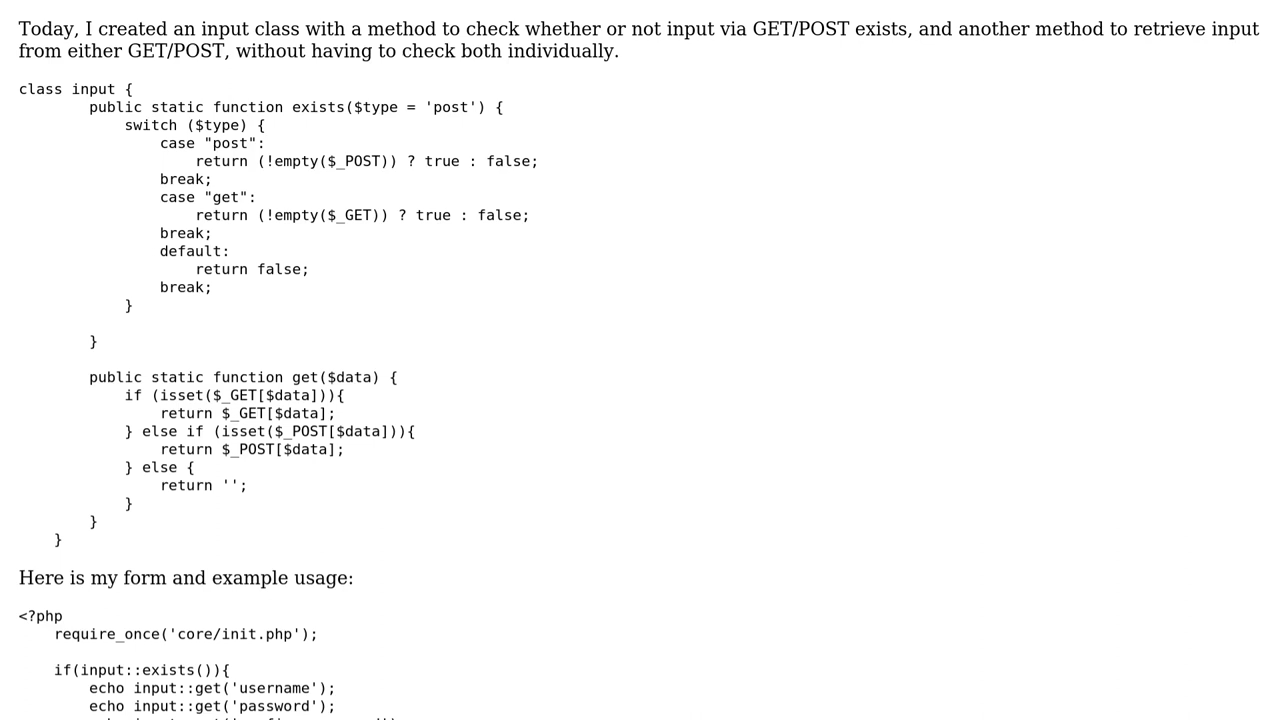 Today, I created an input class with a method to check whether or not input via GET/POST exists, and another method to retrieve input
from either GET/POST, without having to check both individually.
class input {
        public static function exists($type = 'post') {
            switch ($type) {
                case "post":
                    return (!empty($_POST)) ? true : false;
                break;
                case "get":
                    return (!empty($_GET)) ? true : false;
                break;
                default:
                    return false;
                break;
            }
        }
        public static function get($data) {
            if (isset($_GET[$data])){
                return $_GET[$data];
            } else if (isset($_POST[$data])){
                return $_POST[$data];
            } else {
                return '';
            }
        }
    }
Here is my form and example usage:
<?php
    require_once('core/init.php');
    if(input::exists()){
        echo input::get('username');
        echo input::get('password');